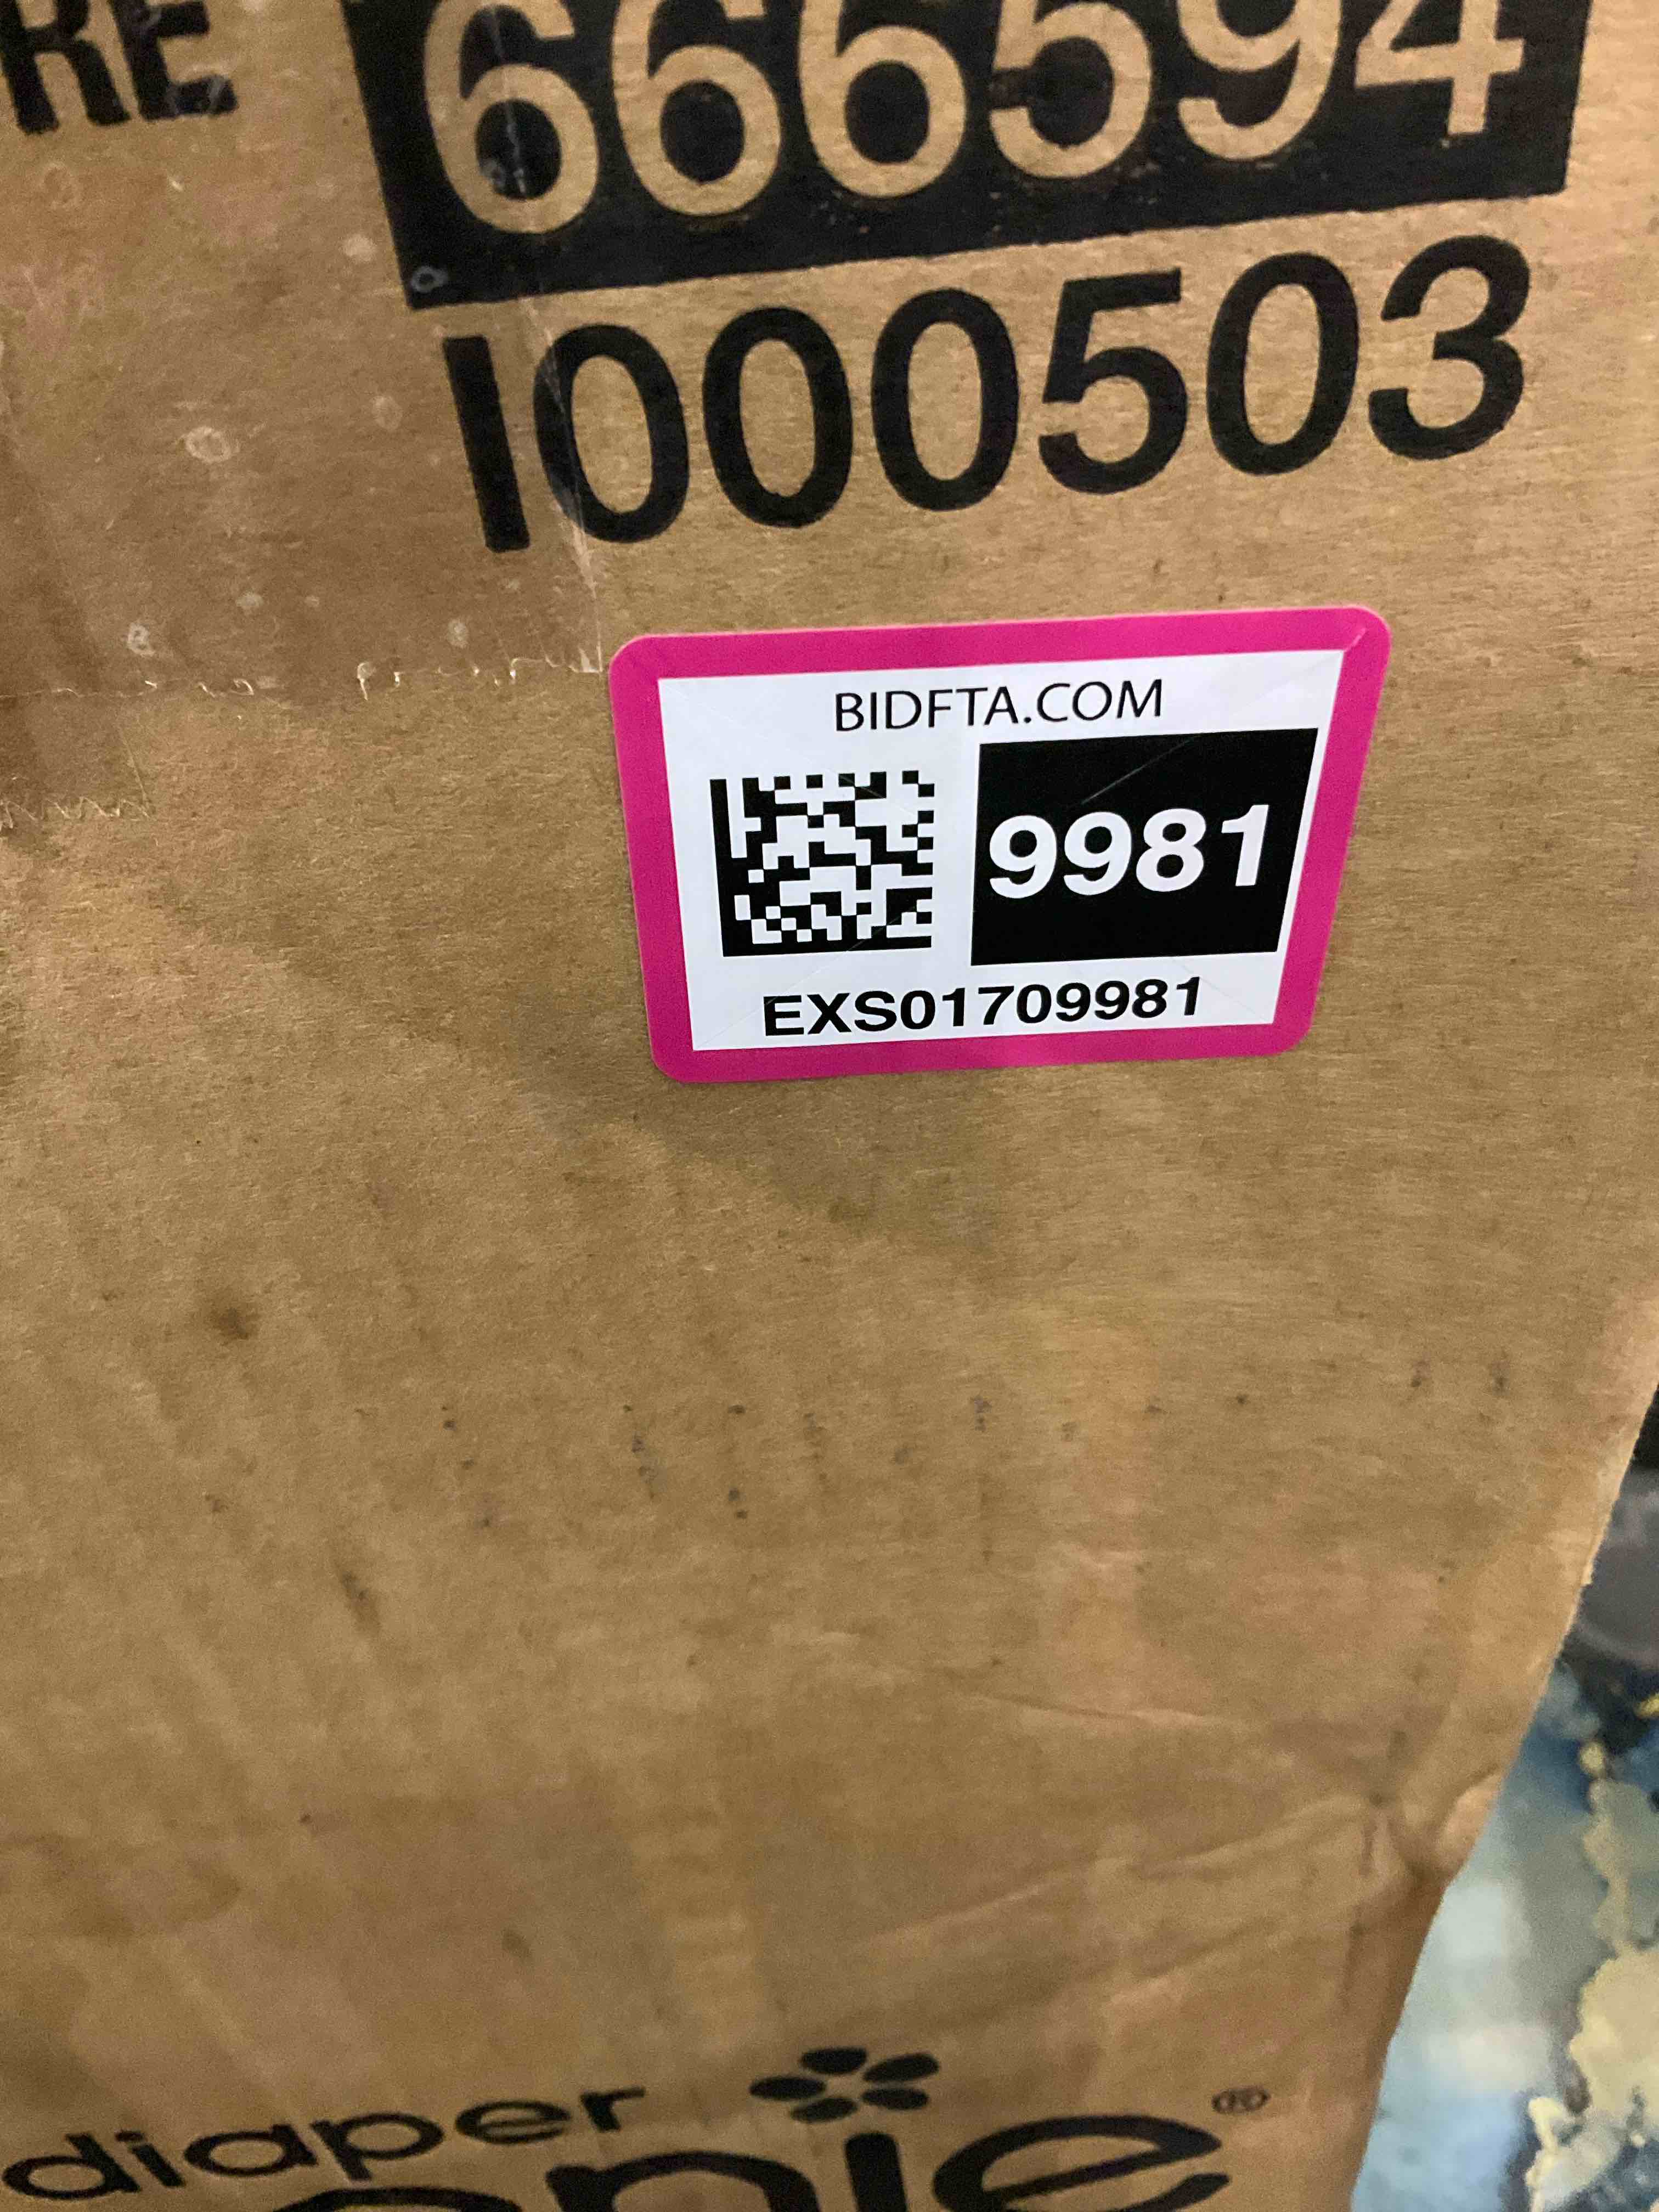 RE
666594
1000503
BIDFTA.COM
9981
EXS01709981
diaper
®